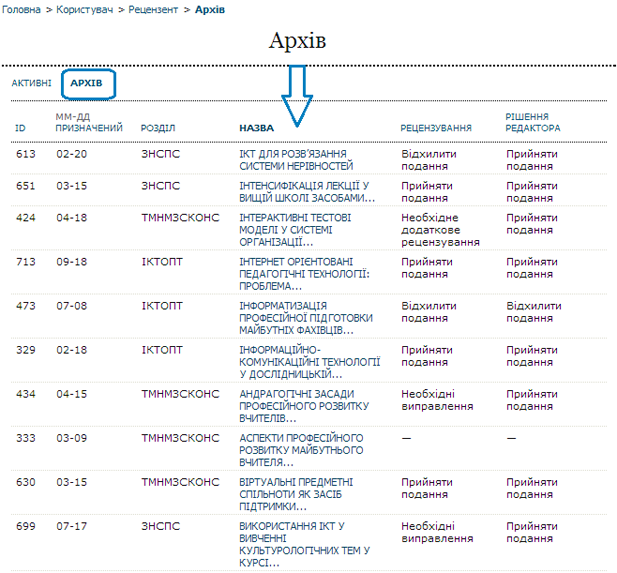 Головна > Користувач > Рецензент > Архів
Архів
АКТИВНІ АРХІВ
ММ-ДД РІШЕННЯ
ID ПРИЗНАЧЕНИЙ РОЗДІЛ НАЗВА РЕЦЕНЗУВАННЯ РЕДАКТОРА
613 02-20 ЗНСПС ІКТ ДЛЯ РОЗВ'ЯЗАННЯ Відхилити Прийняти
СИСТЕМИ НЕРІВНОСТЕЙ подання подання
651 03-15 ЗНСПС ІНТЕНСИФІКАЦІЯ ЛЕКЦІЇ У Прийняти Прийняти
ВИЩІЙ ШКОЛІ ЗАСОБАМИ... подання подання
424 04-18 ТМНМЗСКОНС ІНТЕРАКТИВНІ ТЕСТОВІ Необхідне Прийняти
МОДЕЛІ У СИСТЕМІ додаткове подання
ОРГАНІЗАЦІЇ... рецензування
713 09-18 ІКТОПТ ІНТЕРНЕТ ОРІЄНТОВАНІ Прийняти Прийняти
ПЕДАГОГІЧНІ ТЕХНОЛОГІЇ: подання подання
ПРОБЛЕМА...
473 07-08 ІКТОПТ ІНФОРМАТИЗАЦІЯ Відхилити Відхилити
ПРОФЕСІЙНОЇ ПІДГОТОВКИ подання подання
МАЙБУТНІХ ФАХІВЦІВ...
329 02-18 ІКТОПТ ІНФОРМАЦІЙНО- Прийняти Прийняти
КОМУНІКАЦІЙНІ ТЕХНОЛОГІЇ подання подання
У ДОСЛІДНИЦЬКІЙ...
434 04-15 ТМНМЗСКОНС АНДРАГОГІЧНІ ЗАСАДИ Необхідні Прийняти
ПРОФЕСІЙНОГО РОЗВИТКУ виправлення подання
ВЧИТЕЛІВ...
333 03-09 ТМНМЗСКОНС АСПЕКТИ ПРОФЕСІЙНОГО — —
РОЗВИТКУ МАЙБУТНЬОГО
ВЧИТЕЛЯ...
630 03-15 ТМНМЗСКОНС ВІРТУАЛЬНІ ПРЕДМЕТНІ Прийняти Прийняти
СПІЛЬНОТИ ЯК ЗАСІБ подання подання
ПІДТРИМКИ...
699 07-17 ЗНСПС ВИКОРИСТАННЯ ІКТ У Необхідні Прийняти
ВИВЧЕННІ виправлення подання
КУЛЬТУРОЛОГІЧНИХ ТЕМ У
КУРСІ...